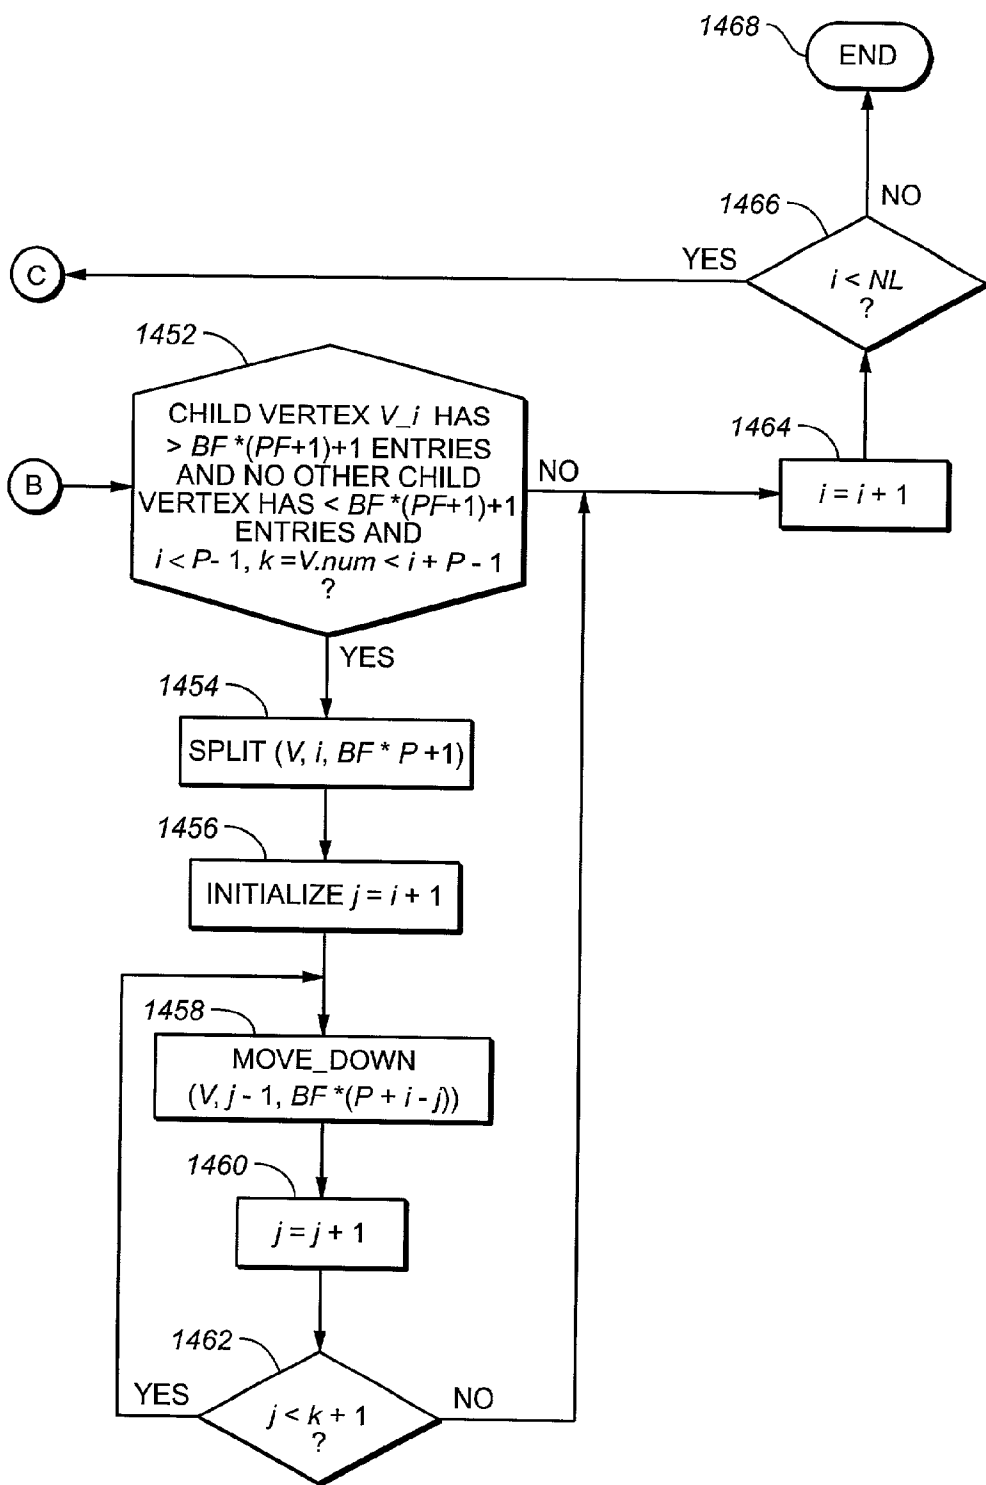 1468
END
1466
NO
YES
i < NL
?
C
1452
CHILD VERTEX V_i HAS
> BF *(PF+1)+1 ENTRIES
AND NO OTHER CHILD
VERTEX HAS < BF *(PF+1)+1
ENTRIES AND
i < P- 1, k =V.num < i + P - 1
?
B
NO
1464
i = i + 1
YES
1454
SPLIT (V, i, BF * P +1)
1456
INITIALIZE j = i + 1
1458
MOVE_DOWN
(V, j - 1, BF *(P + i - j))
1460
j = j + 1
1462
YES
NO
j < k + 1
?